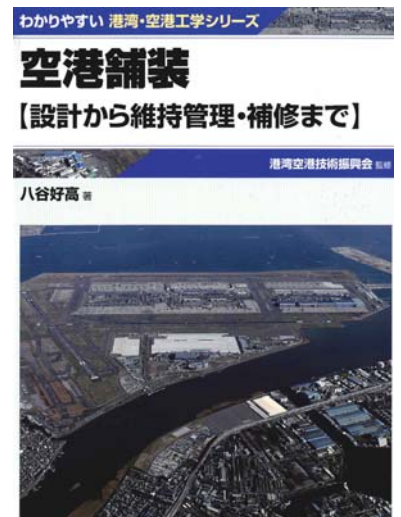 わかりやすい 港湾・空港工学シリーズ
空港舗装
【設計から維持管理・補修まで】
港湾空港技術振興会 監修
八谷好高 著